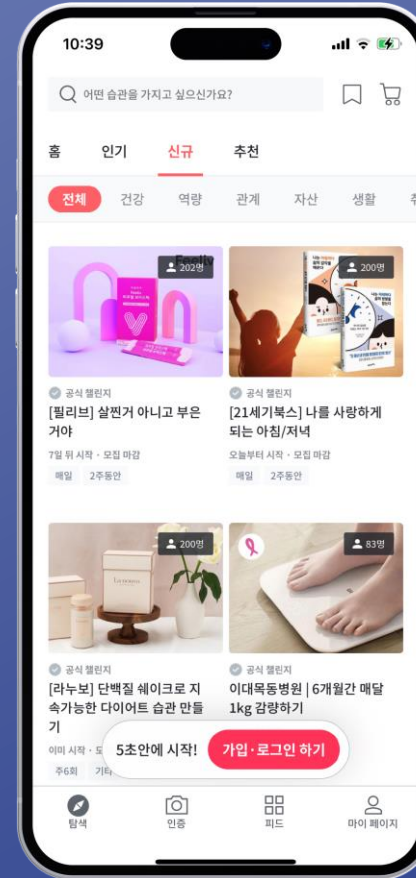 10:39
어떤 습관을 가지고 싶으신가요?
홈 인기 신규 추천
전체 건강 역량 관계 자산 생활
202명
200명
공식 챌린지
[필리브] 살찐거 아니고 부은
거야
7일 뒤 시작 · 모집 마감
매일 2주동안
공식 챌린지
[21세기북스] 나를 사랑하게
되는 아침/저녁
오늘부터 시작 · 모집 마감
매일 2주동안
200명
La nouveau
83명
공식 챌린지
[라누보] 단백질 쉐이크로 지
속가능한 다이어트 습관 만들
기
이미 시작 ·
주6회 기타
공식 챌린지
이대목동병원 | 6개월간 매달
1kg 감량하기
5초안에 시작! 가입·로그인 하기
탐색 인증 피드 마이 페이지